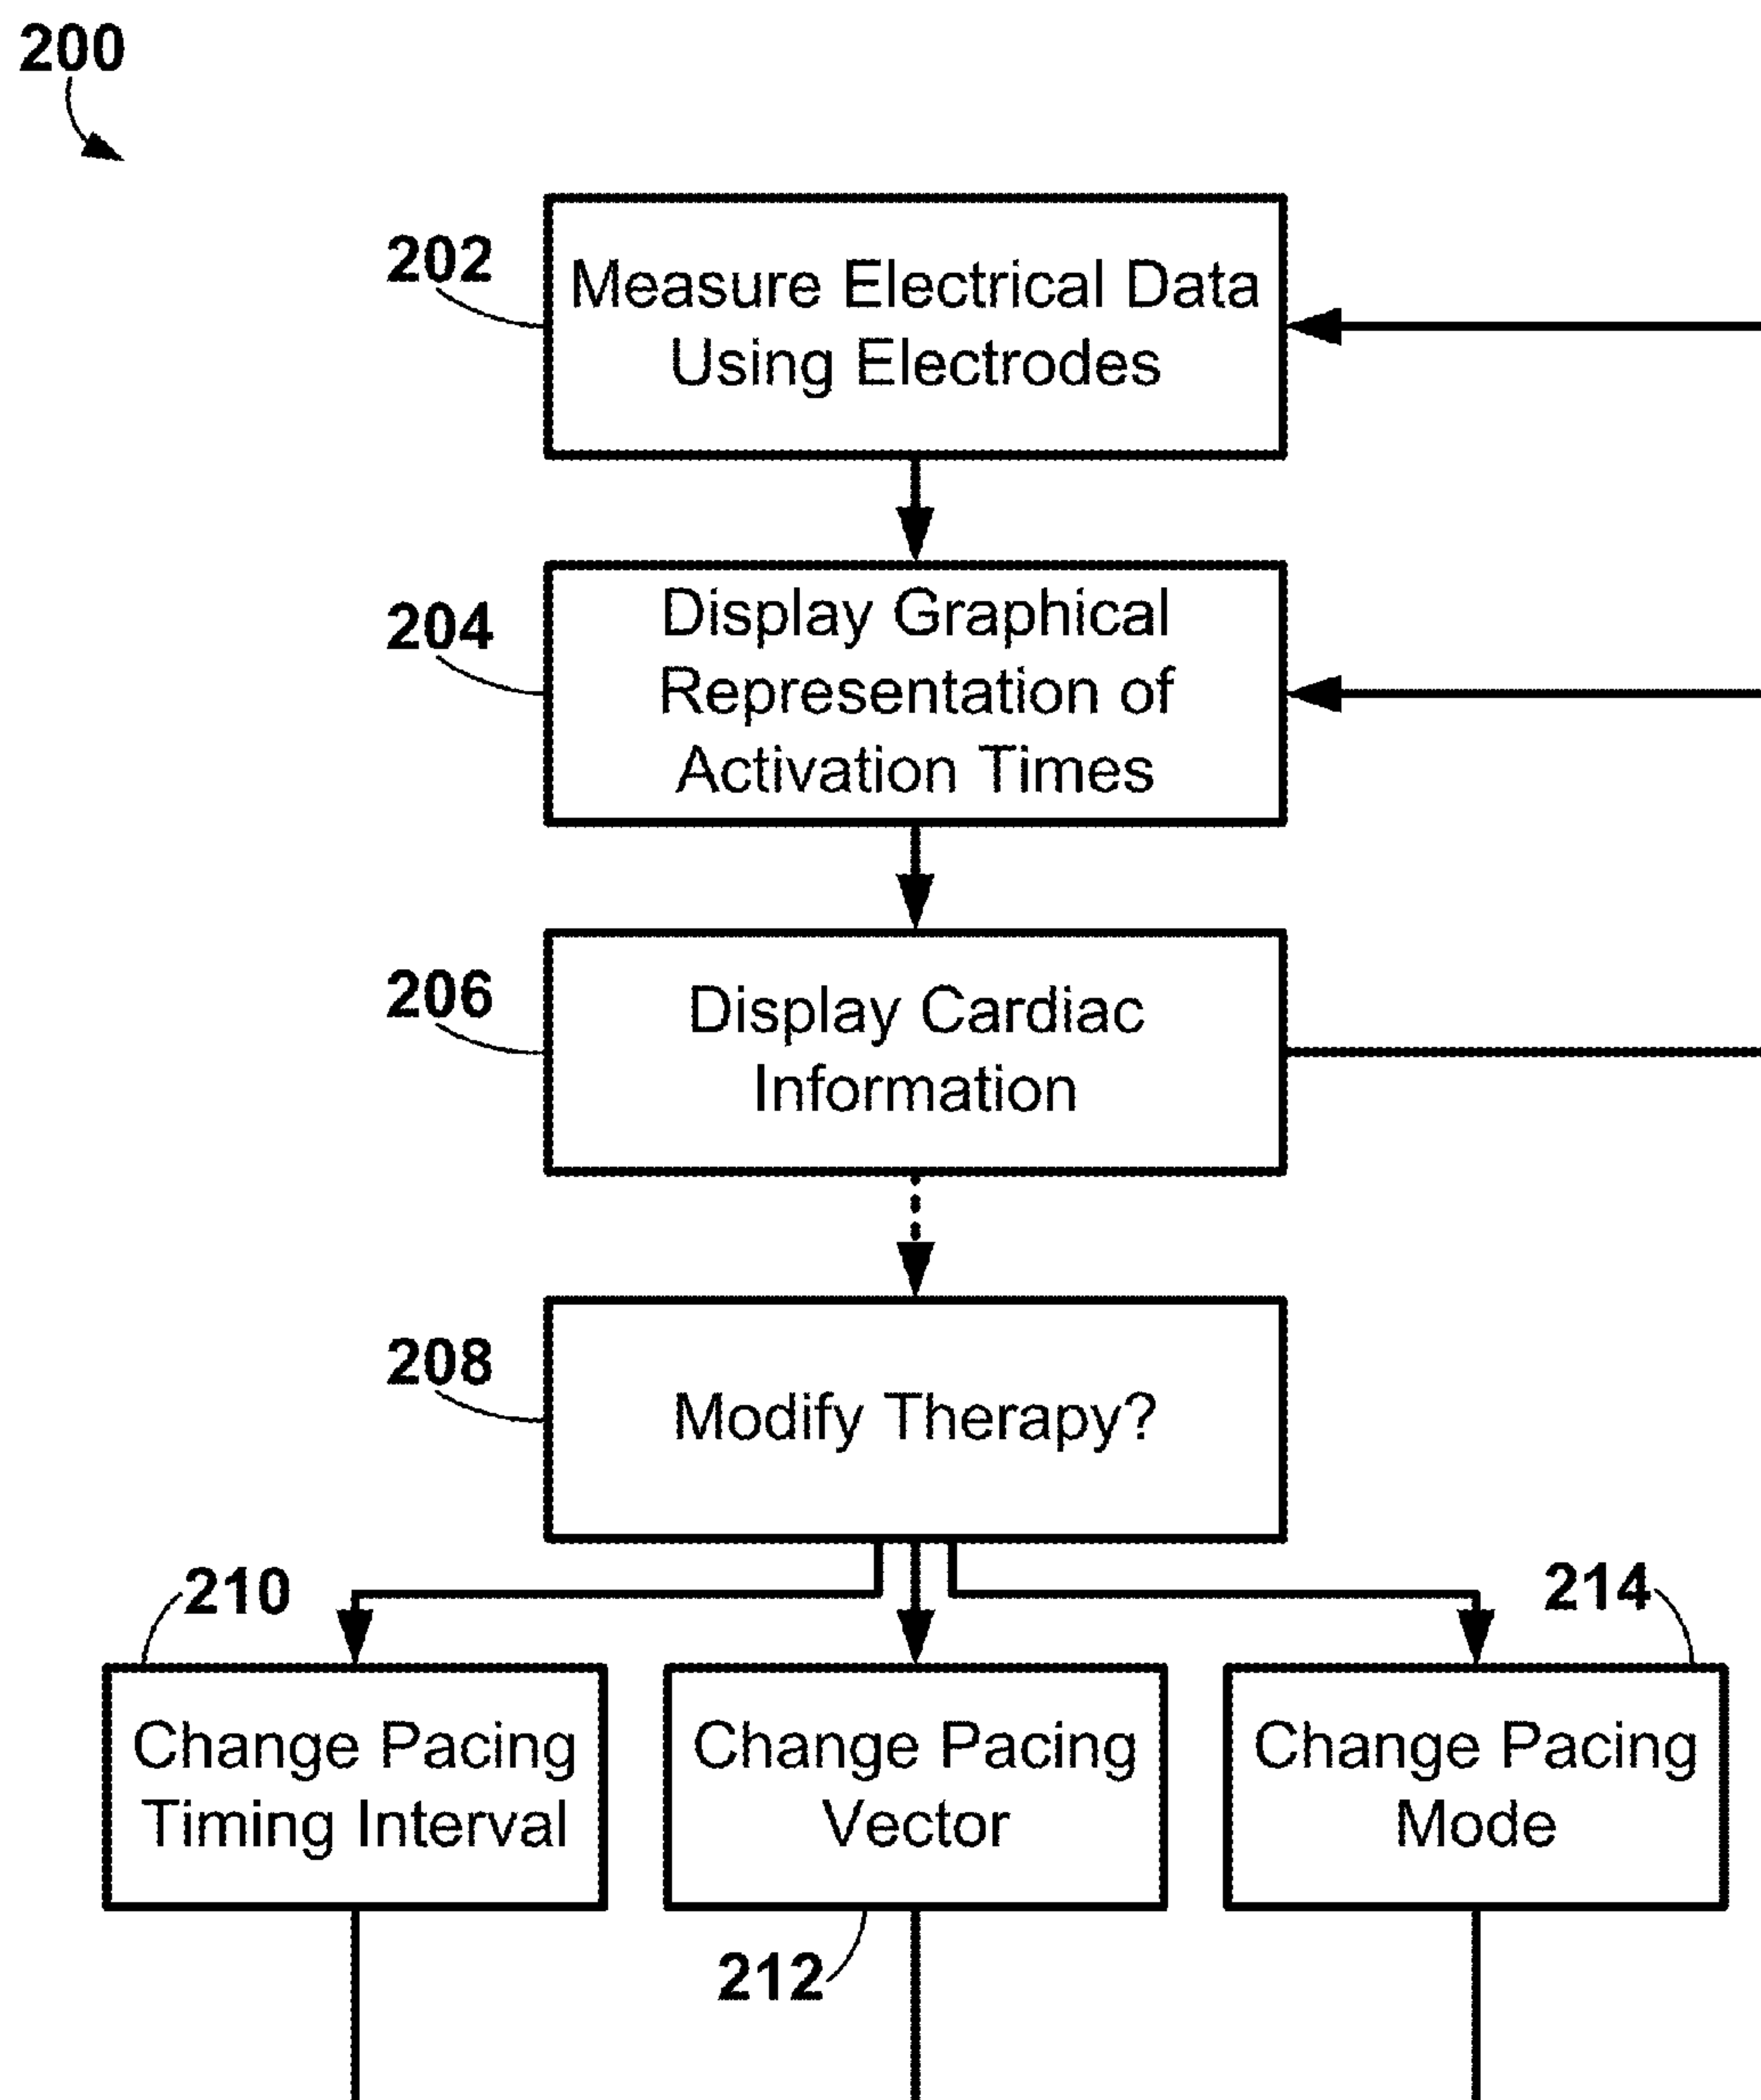 200
202
Measure Electrical Data
Using Electrodes
204
Display Graphical
Representation of
Activation Times
206
Display Cardiac
Information
208
Modify Therapy?
210
214
Change Pacing
Timing Interval
Change Pacing
Vector
Change Pacing
Mode
212